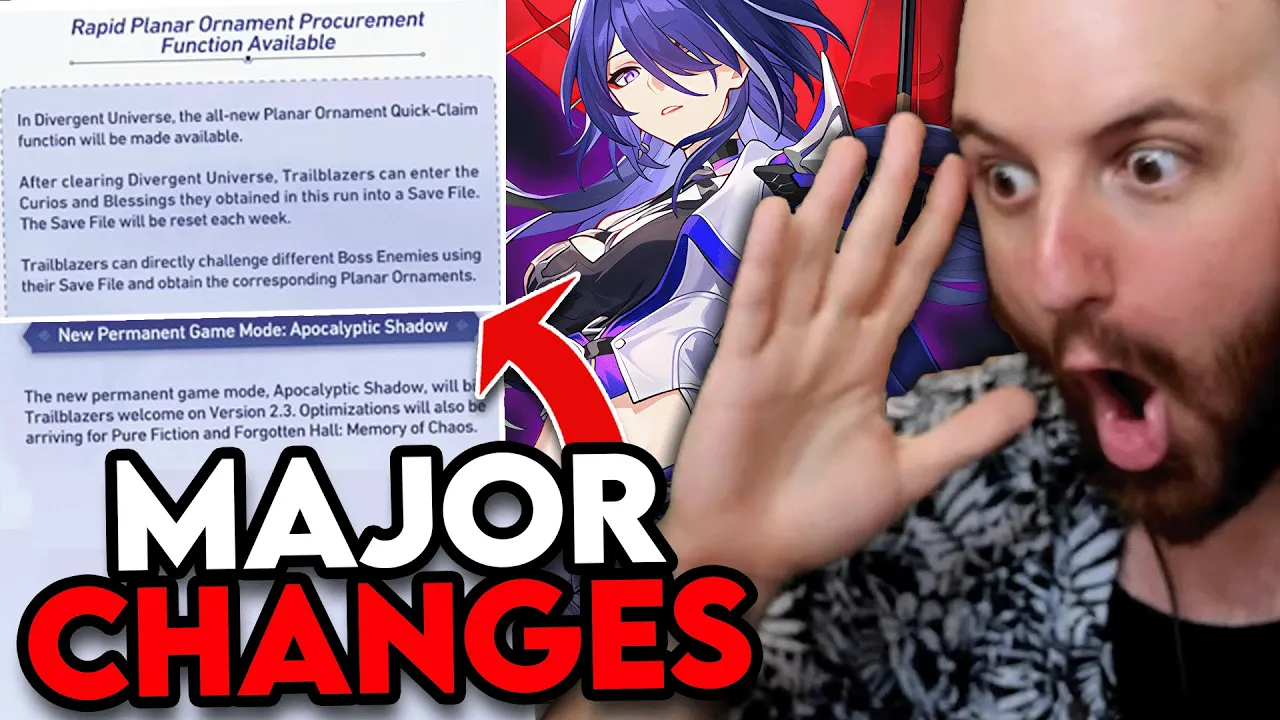 Rapid Planar Ornament Procurement
Function Available
In Divergent Universe, the all-new Planar Ornament Quick-Claim
function will be made available.
After clearing Divergent Universe, Trailblazers can enter the
Curios and Blessings they obtained in this run into a Save File.
The Save File will be reset each week.
Trailblazers can directly challenge different Boss Enemies using
their Save File and obtain the corresponding Planar Ornaments.
New Permanent Game Mode: Apocalyptic Shadow
The new permanent game mode, Apocalyptic Shadow, will
Trailblazers welcome on Version 2.3. Optimizations will also be
arriving for Pure Fiction and Forgotten Hall: Memory of Chaos.
MAJOR
CHANGES